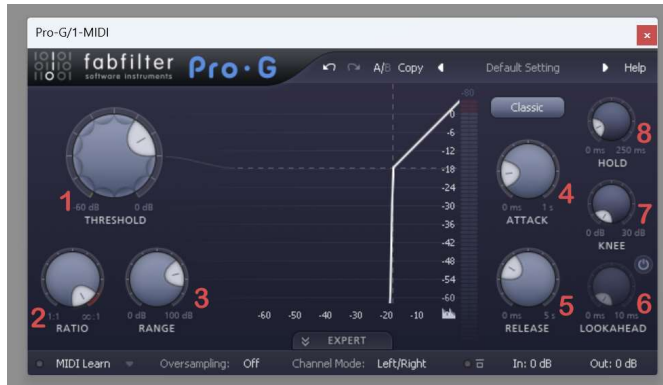 Pro-G/1-MIDI
x
fabfilter
software instruments
Pro·G
A/B Copy
Default Setting
Help
-80
Classic
0
-6
-12
-18
-24
-30
-36
-42
-48
-54
-60
-60 -50 -40 -30 -20 -10
1
-60 dB 0 dB
THRESHOLD
2
1:1 ∞:1
RATIO
3
0 dB 100 dB
RANGE
4
0 ms 1 s
ATTACK
5
0 ms 5 s
RELEASE
8
0 ms 250 ms
HOLD
7
0 dB 30 dB
KNEE
6
0 ms 10 ms
LOOKAHEAD
EXPERT
MIDI Learn Oversampling: Off Channel Mode: Left/Right In: 0 dB Out: 0 dB